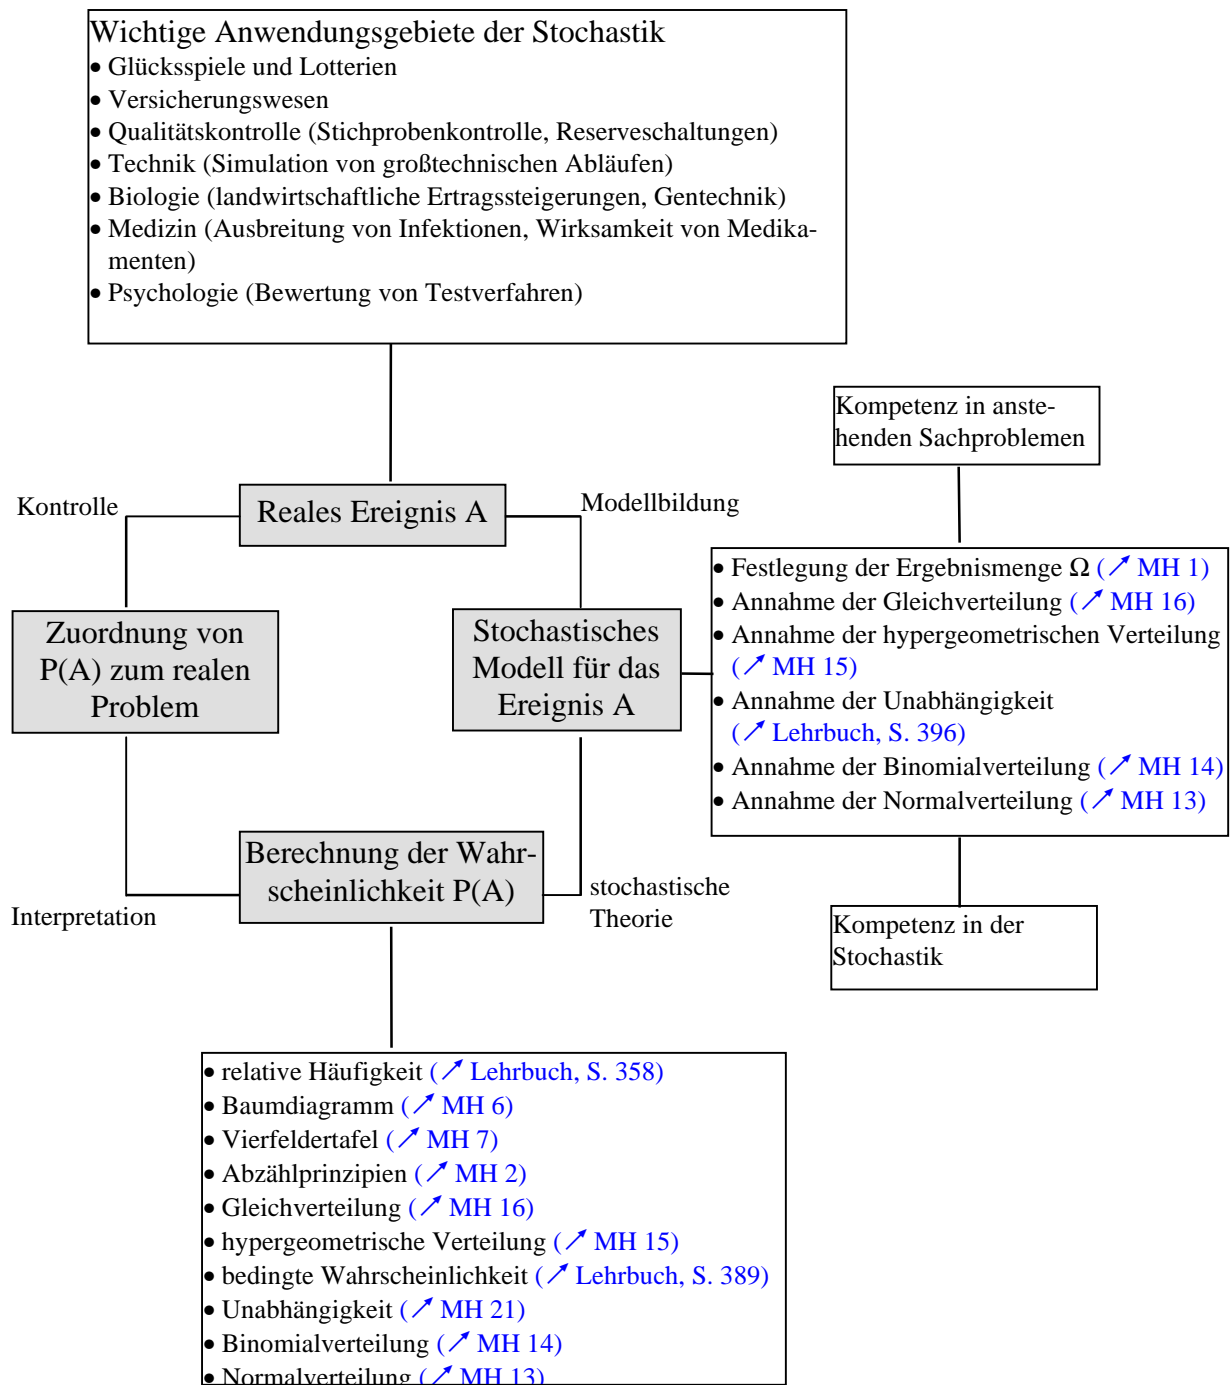 Wichtige Anwendungsgebiete der Stochastik
• Glücksspiele und Lotterien
• Versicherungswesen
• Qualitätskontrolle (Stichprobenkontrolle, Reserveschaltungen)
• Technik (Simulation von großtechnischen Abläufen)
• Biologie (landwirtschaftliche Ertragssteigerungen, Gentechnik)
• Medizin (Ausbreitung von Infektionen, Wirksamkeit von Medika-
menten)
• Psychologie (Bewertung von Testverfahren)
Kompetenz in anste-
henden Sachproblemen
Kontrolle
Reales Ereignis A
Modellbildung
Zuordnung von
P(A) zum realen
Problem
Stochastisches
Modell für das
Ereignis A
• Festlegung der Ergebnismenge Ω (↗ MH 1)
• Annahme der Gleichverteilung (↗ MH 16)
• Annahme der hypergeometrischen Verteilung
(↗ MH 15)
• Annahme der Unabhängigkeit
(↗ Lehrbuch, S. 396)
• Annahme der Binomialverteilung (↗ MH 14)
• Annahme der Normalverteilung (↗ MH 13)
Berechnung der Wahr-
scheinlichkeit P(A)
Interpretation
stochastische
Theorie
Kompetenz in der
Stochastik
• relative Häufigkeit (↗ Lehrbuch, S. 358)
• Baumdiagramm (↗ MH 6)
• Vierfeldertafel (↗ MH 7)
• Abzählprinzipien (↗ MH 2)
• Gleichverteilung (↗ MH 16)
• hypergeometrische Verteilung (↗ MH 15)
• bedingte Wahrscheinlichkeit (↗ Lehrbuch, S. 389)
• Unabhängigkeit (↗ MH 21)
• Binomialverteilung (↗ MH 14)
• Normalverteilung (↗ MH 13)